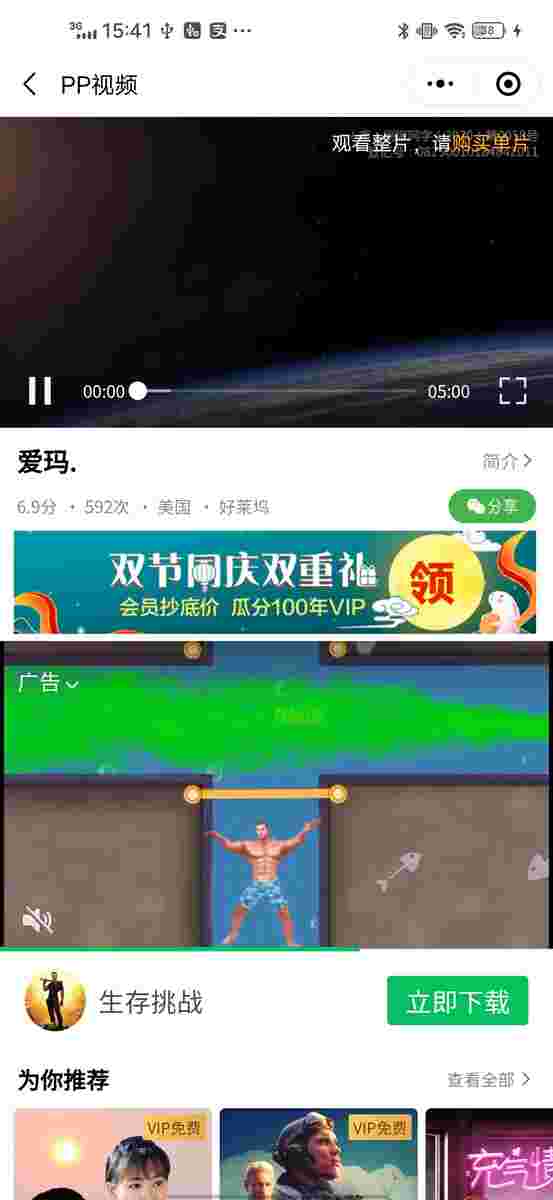 3G 15:41
PP视频
观看整片，请购买单片
00:00 05:00
爱玛.
简介
6.9分 · 592次 · 美国 · 好莱坞
分享
双节同庆双重礼
会员抄底价 瓜分100年VIP
领
广告
生存挑战
立即下载
为你推荐
查看全部
VIP免费
VIP免费
充气情